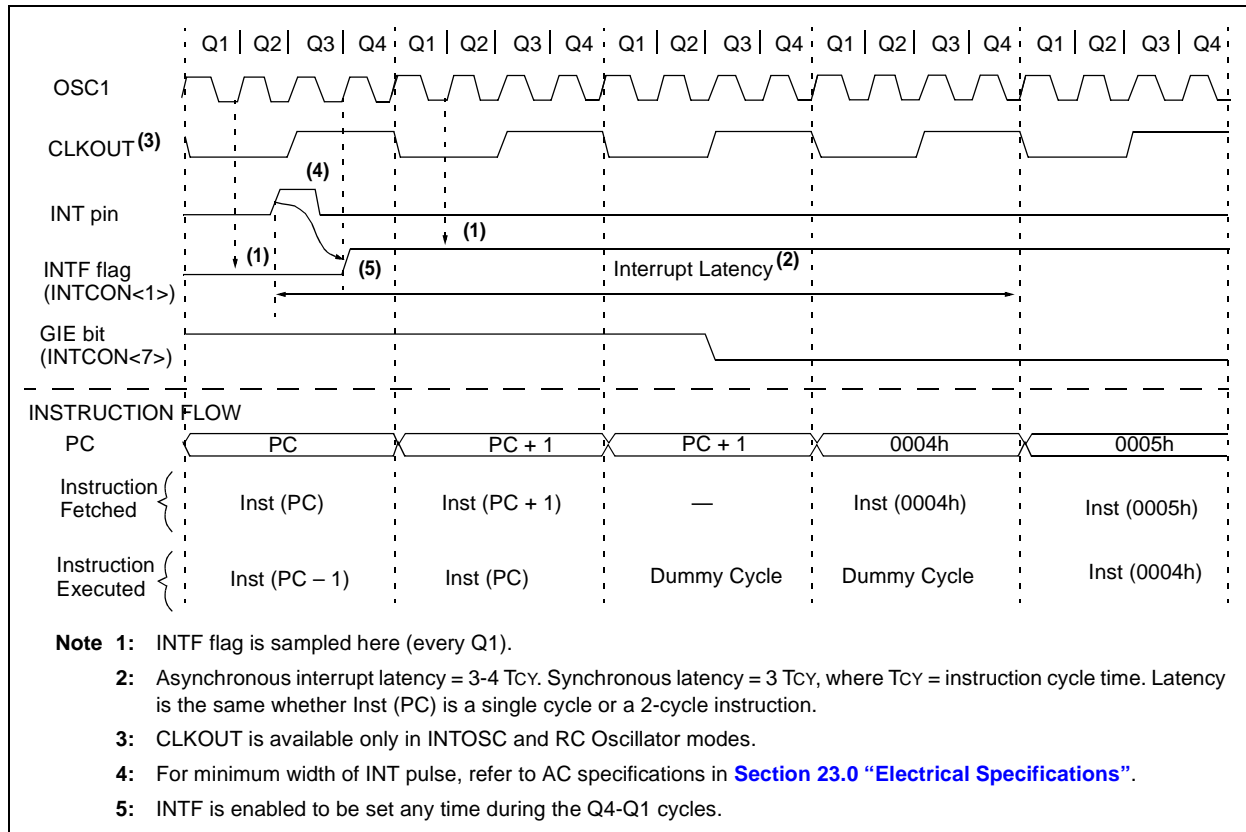 Q1 | Q2 | Q3 | Q4 Q1 | Q2 | Q3 | Q4 Q1 | Q2 | Q3 | Q4 Q1 | Q2 | Q3 | Q4 Q1 | Q2 | Q3 | Q4
OSC1
CLKOUT (3)
(4)
INT pin
(1) (1)
INTF flag
(INTCON<1>)
(5)
Interrupt Latency (2)
GIE bit
(INTCON<7>)
INSTRUCTION FLOW
PC PC PC + 1 PC + 1 0004h 0005h
Instruction
Fetched
Inst (PC) Inst (PC + 1) — Inst (0004h) Inst (0005h)
Instruction
Executed
Inst (PC – 1) Inst (PC) Dummy Cycle Dummy Cycle Inst (0004h)
Note 1: INTF flag is sampled here (every Q1).
2: Asynchronous interrupt latency = 3-4 TCY. Synchronous latency = 3 TCY, where TCY = instruction cycle time. Latency
is the same whether Inst (PC) is a single cycle or a 2-cycle instruction.
3: CLKOUT is available only in INTOSC and RC Oscillator modes.
4: For minimum width of INT pulse, refer to AC specifications in Section 23.0 “Electrical Specifications”.
5: INTF is enabled to be set any time during the Q4-Q1 cycles.